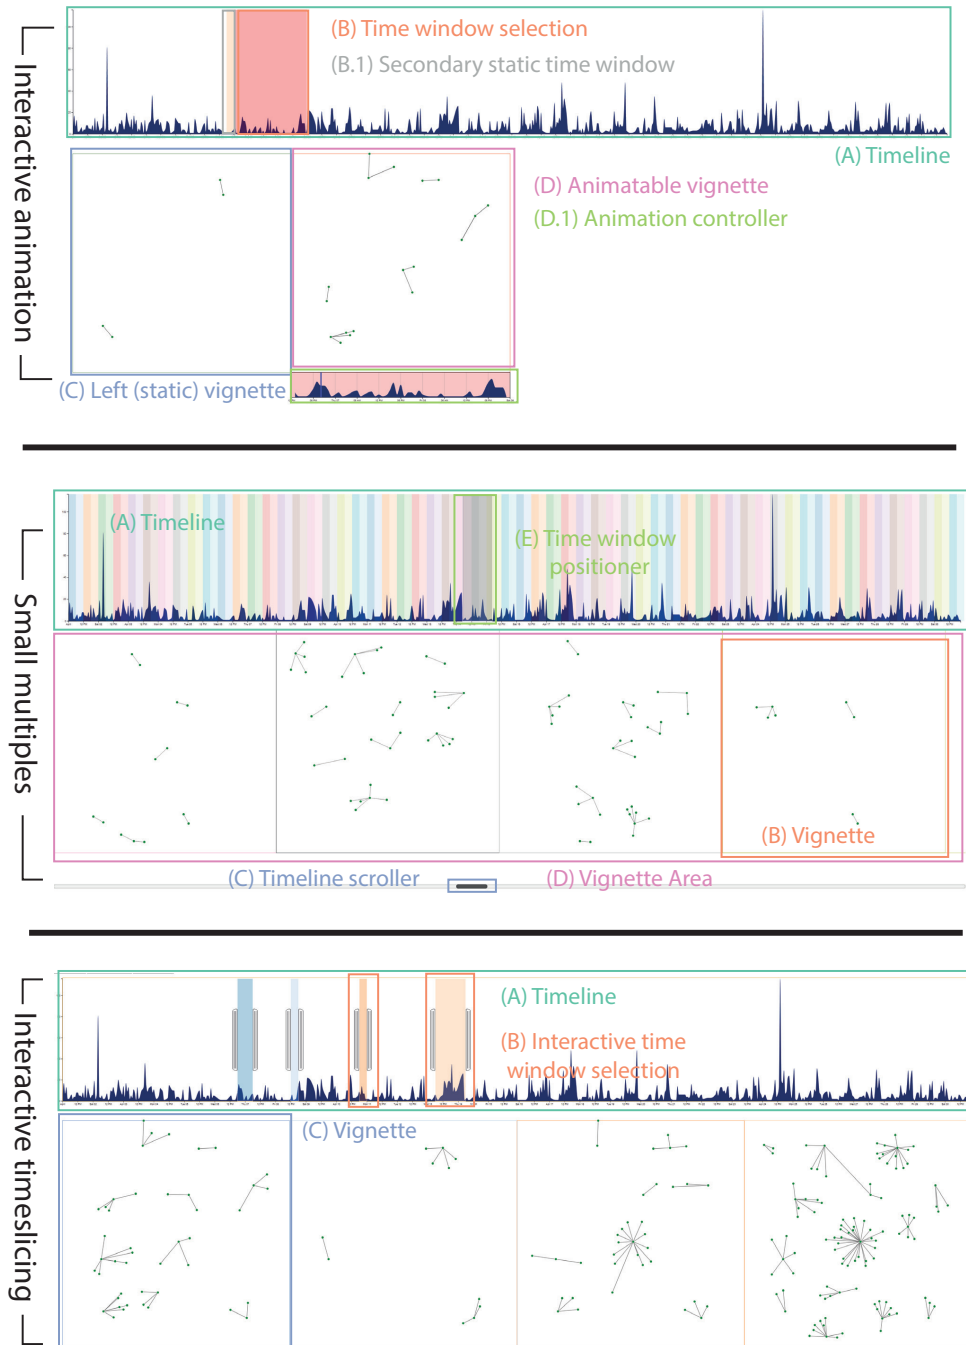 Interactive animation
(B) Time window selection
(B.1) Secondary static time window
(A) Timeline
(D) Animatable vignette
(D.1) Animation controller
(C) Left (static) vignette
Small multiples
(A) Timeline
(E) Time window
positioner
(B) Vignette
(C) Timeline scroller
(D) Vignette Area
Interactive timeslicing
(A) Timeline
(B) Interactive time
window selection
(C) Vignette